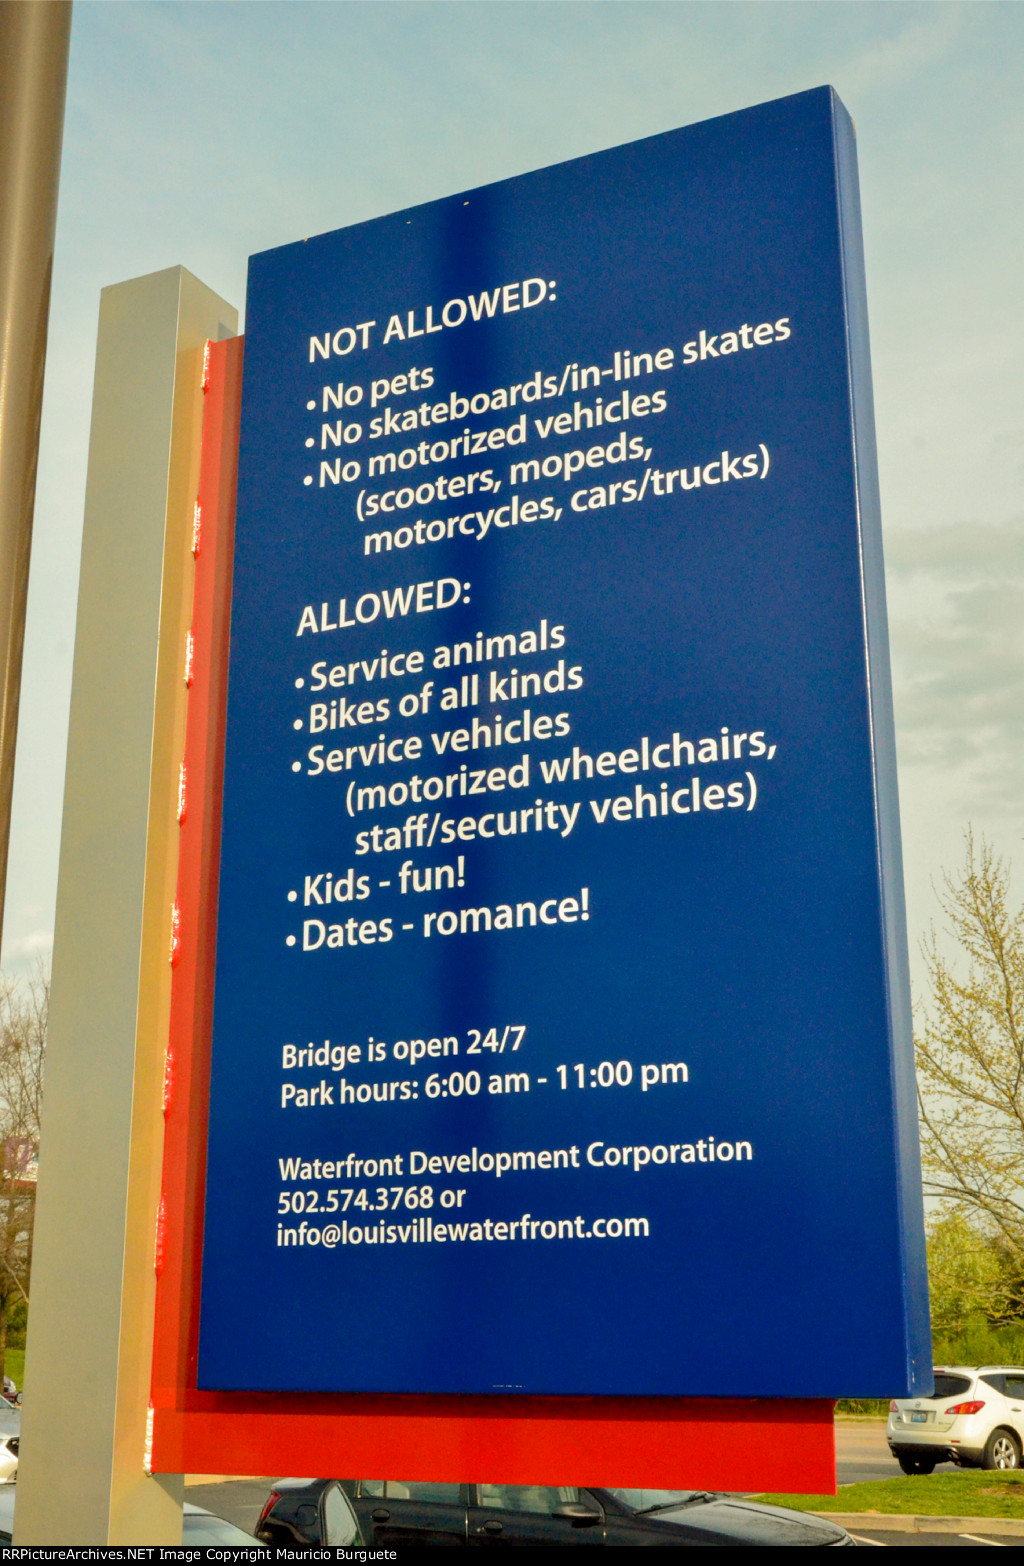 NOT ALLOWED:
• No pets
• No skateboards/in-line skates
• No motorized vehicles
(scooters, mopeds,
motorcycles, cars/trucks)
ALLOWED:
• Service animals
• Bikes of all kinds
• Service vehicles
(motorized wheelchairs,
staff/security vehicles)
• Kids - fun!
• Dates - romance!
Bridge is open 24/7
Park hours: 6:00 am - 11:00 pm
Waterfront Development Corporation
502.574.3768 or
info@louisvillewaterfront.com
RRPictureArchives.NET Image Copyright Mauricio Burguete